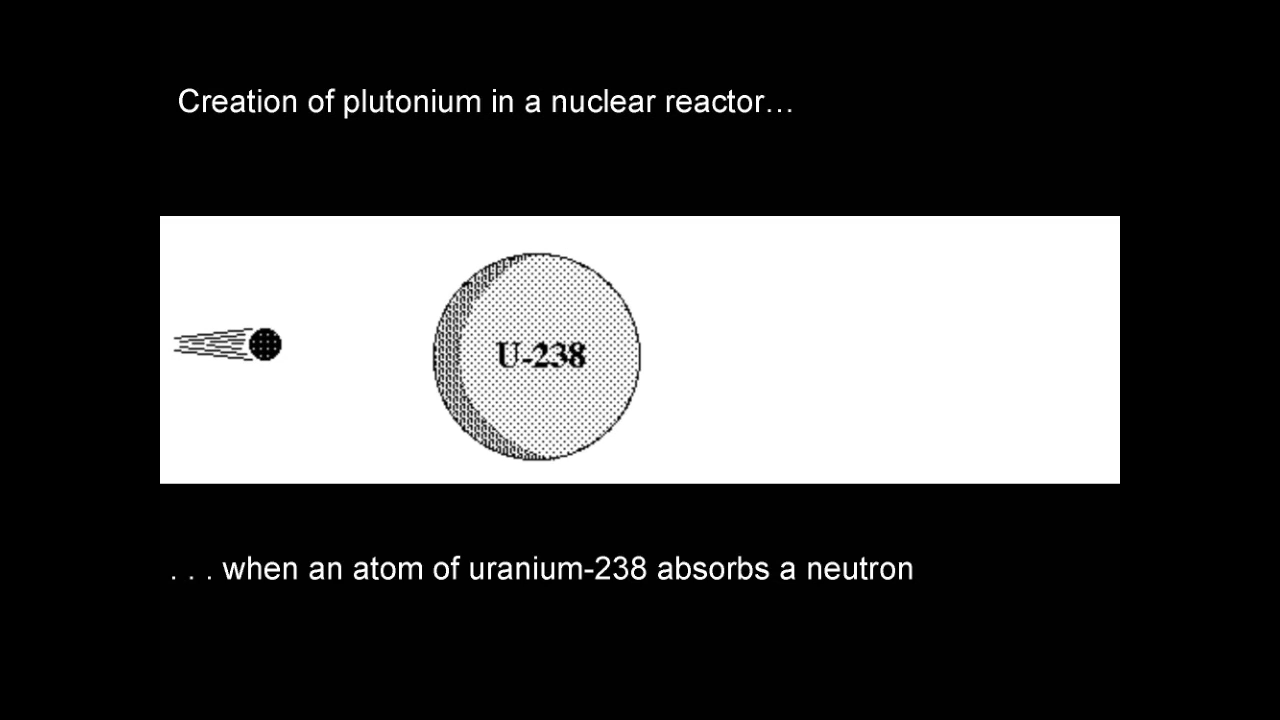 Creation of plutonium in a nuclear reactor…
U-238
. . . when an atom of uranium-238 absorbs a neutron